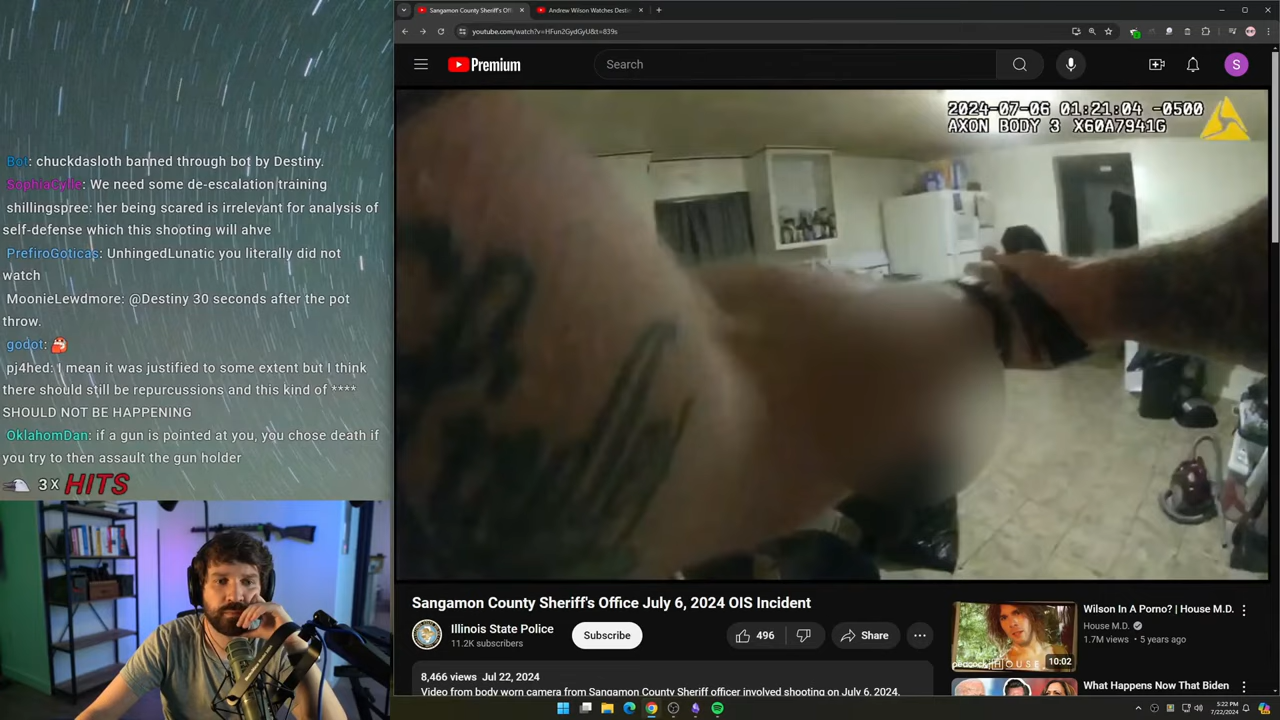 Sangamon County Sheriff's Offi
Andrew Wilson Watches Destin
youtube.com/watch?v=HFun2GydGyU&t=839s
Premium
Search
S
2024-07-06 01:21:04 -0500
AXON BODY 3 X60A7941G
Bot: chuckdasloth banned through bot by Destiny.
SophiaCylle: We need some de-escalation training
shillingspree: her being scared is irrelevant for analysis of
self-defense which this shooting will ahve
PrefiroGoticas: UnhingedLunatic you literally did not
watch
MoonieLewdmore: @Destiny 30 seconds after the pot
throw.
godot:
pj4hed: I mean it was justified to some extent but I think
there should still be repurcussions and this kind of ****
SHOULD NOT BE HAPPENING
OklahomDan: if a gun is pointed at you, you chose death if
you try to then assault the gun holder
3 X HITS
Sangamon County Sheriff's Office July 6, 2024 OIS Incident
Illinois State Police
11.2K subscribers
Subscribe
496
Share
8,466 views Jul 22, 2024
Video from body worn camera from Sangamon County Sheriff officer involved shooting on July 6, 2024.
Wilson In A Porno? | House M.D.
House M.D.
1.7M views • 5 years ago
peacock HOUSE
10:02
What Happens Now That Biden
5:22 PM
7/22/2024